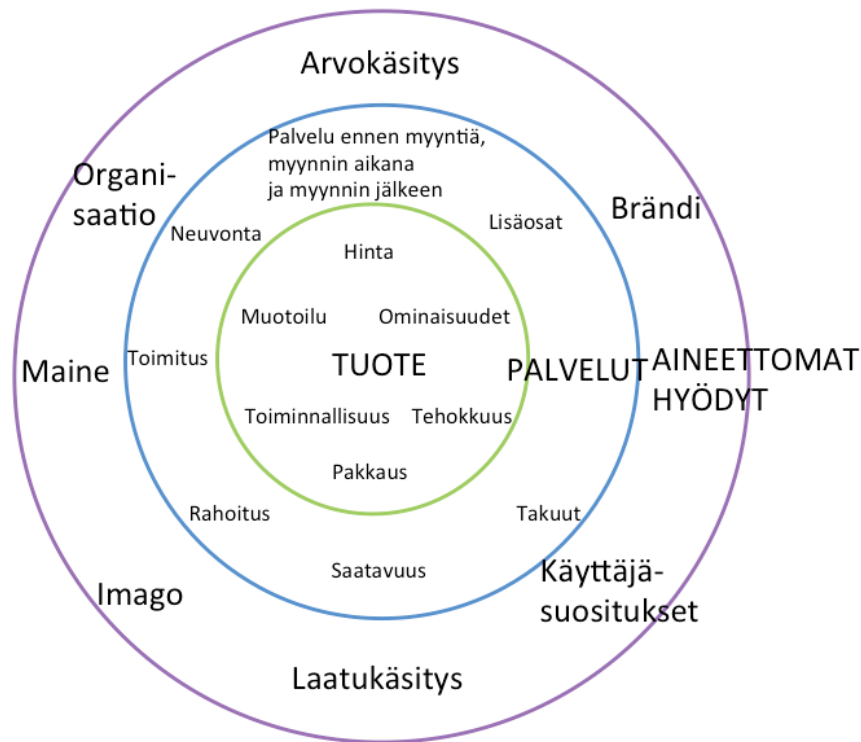 Arvokäsitys
Palvelu ennen myyntiä,
myynnin aikana
ja myynnin jälkeen
Organi-
saatio
Brändi
Lisäosat
Neuvonta
Hinta
Muotoilu
Ominaisuudet
Maine
Toimitus
TUOTE
PALVELUT
AINEETTOMAT
HYÖDYT
Toiminnallisuus
Tehokkuus
Pakkaus
Rahoitus
Takuut
Saatavuus
Imago
Käyttäjä-
suositukset
Laatukäsitys